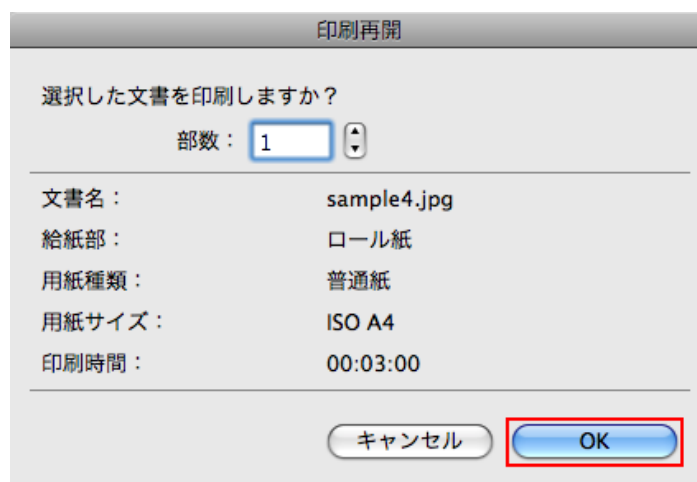 印刷再開
選択した文書を印刷しますか？
部数： 1
文書名： sample4.jpg
給紙部： ロール紙
用紙種類： 普通紙
用紙サイズ： ISO A4
印刷時間： 00:03:00
キャンセル OK